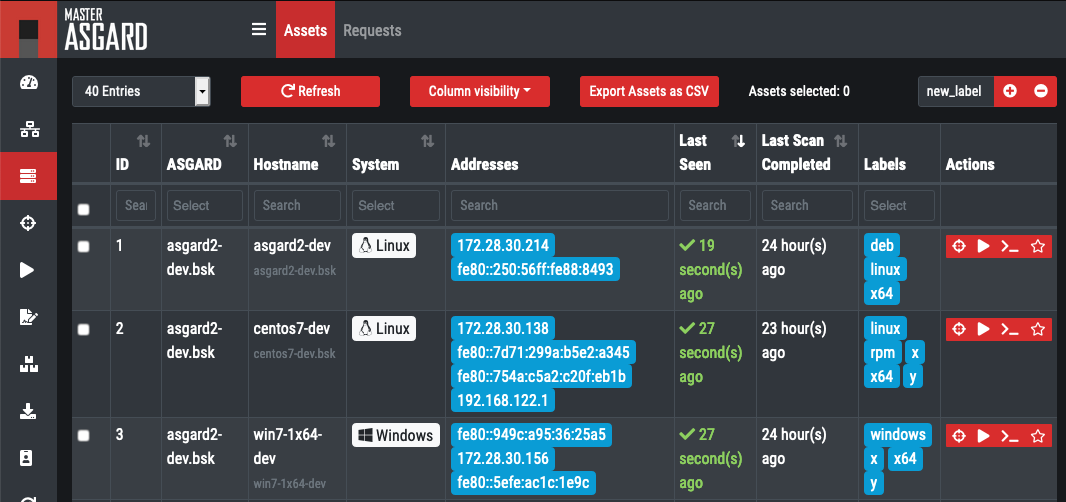 MASTER
ASGARD
Assets Requests
40 Entries Refresh Column visibility Export Assets as CSV Assets selected: 0 new_label
ID ASGARD Hostname System Addresses Last Seen Last Scan Completed Labels Actions
Sea Select Search Select Search Search Search Select
1 asgard2-dev.bsk asgard2-dev Linux 172.28.30.214 19 second(s) ago 24 hour(s) ago deb
asgard2-dev.bsk fe80::250:56ff:fe88:8493 linux
x64
2 asgard2-dev.bsk centos7-dev Linux 172.28.30.138 27 second(s) ago 23 hour(s) ago linux
centos7-dev.bsk fe80::7d71:299a:b5e2:a345 rpm x
fe80::754a:c5a2:c20f:eb1b x64 y
192.168.122.1
3 asgard2-dev.bsk win7-1x64-dev Windows fe80::949c:a95:36:25a5 27 second(s) ago 24 hour(s) ago windows
172.28.30.156 x x64
win7-1x64-dev fe80::5efe:ac1c:1e9c y